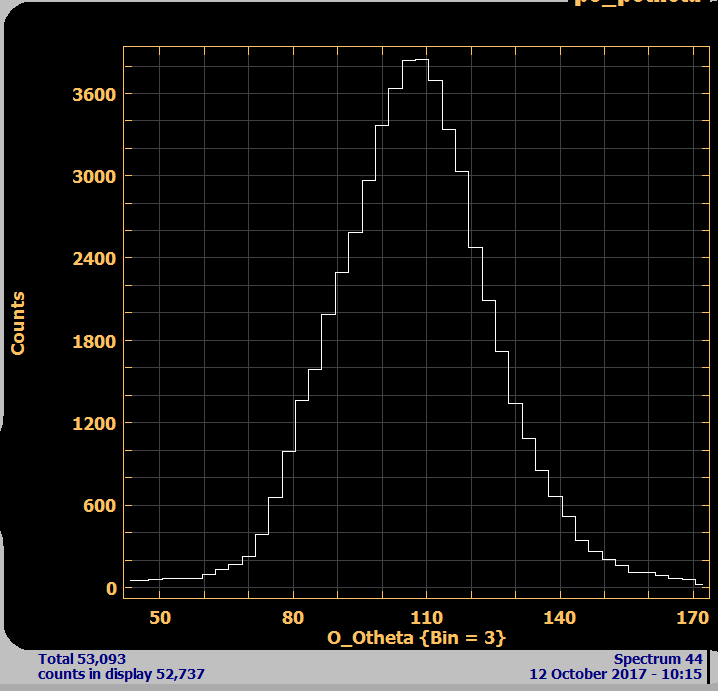 3600
3000
2400
1800
1200
600
0
Counts
50 80 110 140 170
O_Otheta {Bin = 3}
Total 53,093
counts in display 52,737
Spectrum 44
12 October 2017 - 10:15